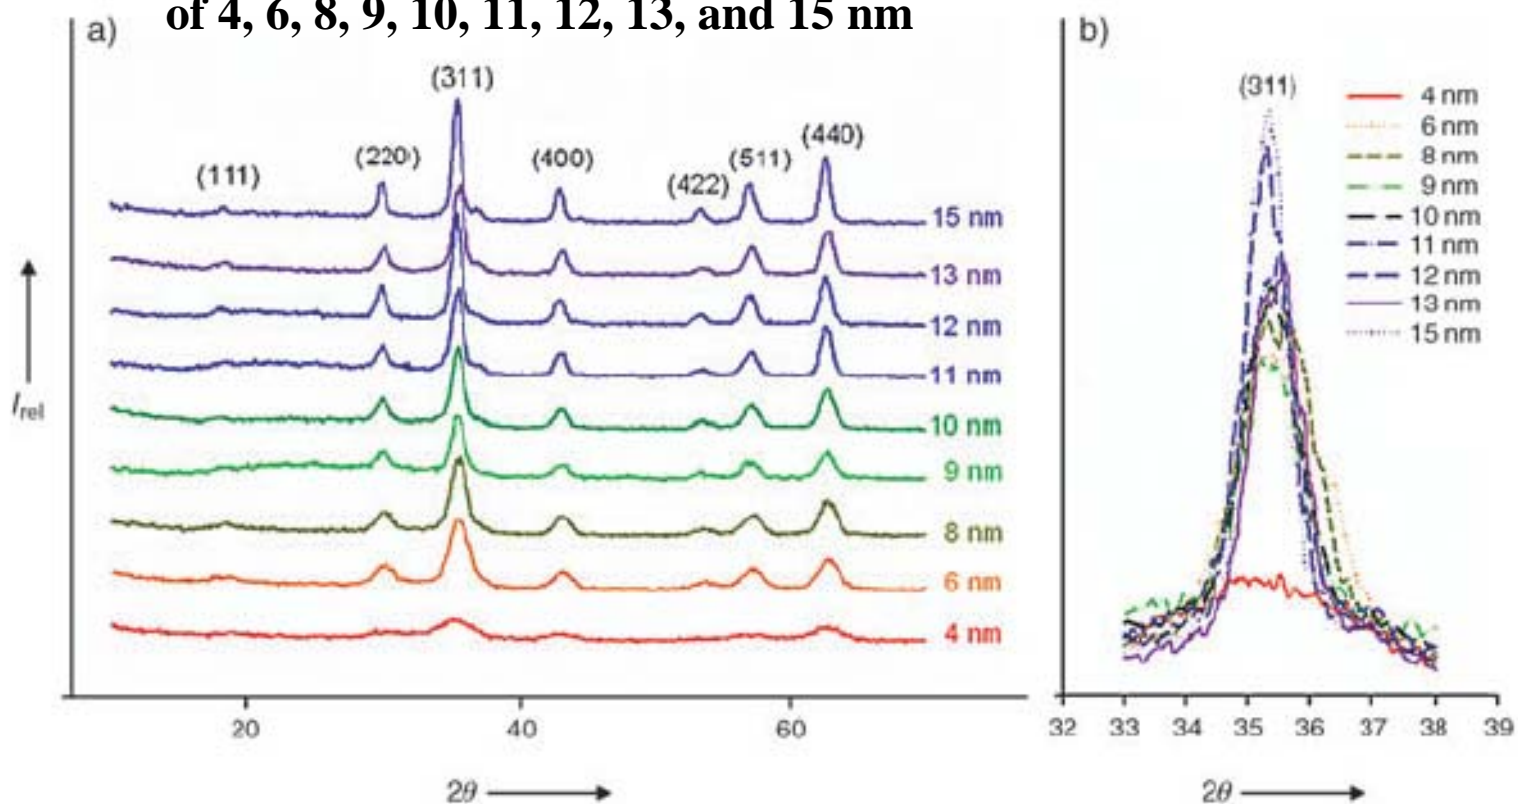 of 4, 6, 8, 9, 10, 11, 12, 13, and 15 nm
a)
(311)
(440)
(220)
(400)
(511)
(111)
(422)
15 nm
13 nm
12 nm
11 nm
10 nm
9 nm
8 nm
6 nm
4 nm
I rel
20 40 60
2θ
b)
(311)
4 nm
6 nm
8 nm
9 nm
10 nm
11 nm
12 nm
13 nm
15 nm
32 33 34 35 36 37 38 39
2θ